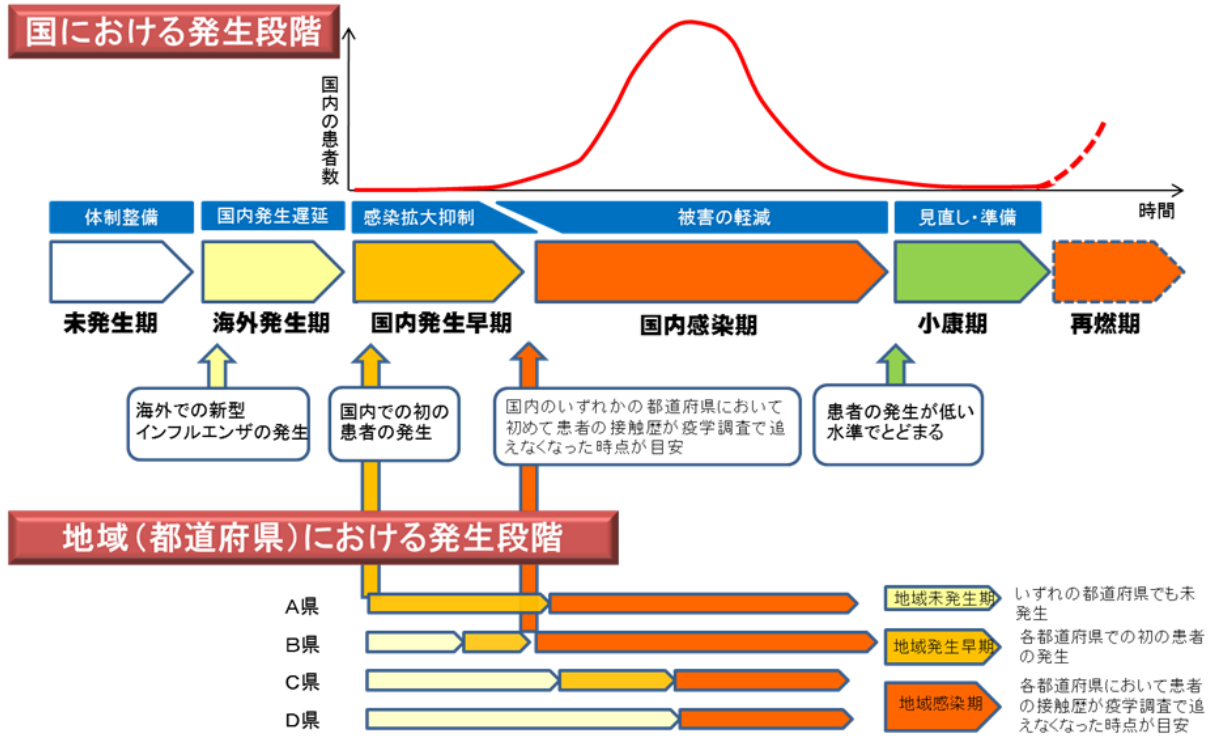 国における発生段階
国内の患者数
時間
体制整備
国内発生遅延
感染拡大抑制
被害の軽減
見直し・準備
未発生期
海外発生期
国内発生早期
国内感染期
小康期
再燃期
海外での新型
インフルエンザの発生
国内での初の
患者の発生
国内のいずれかの都道府県において
初めて患者の接触歴が疫学調査で追
えなくなった時点が目安
患者の発生が低い
水準でとどまる
地域(都道府県)における発生段階
A県
B県
C県
D県
地域未発生期
いずれの都道府県でも未
発生
地域発生早期
各都道府県での初の患者
の発生
地域感染期
各都道府県において患者
の接触歴が疫学調査で追
えなくなった時点が目安